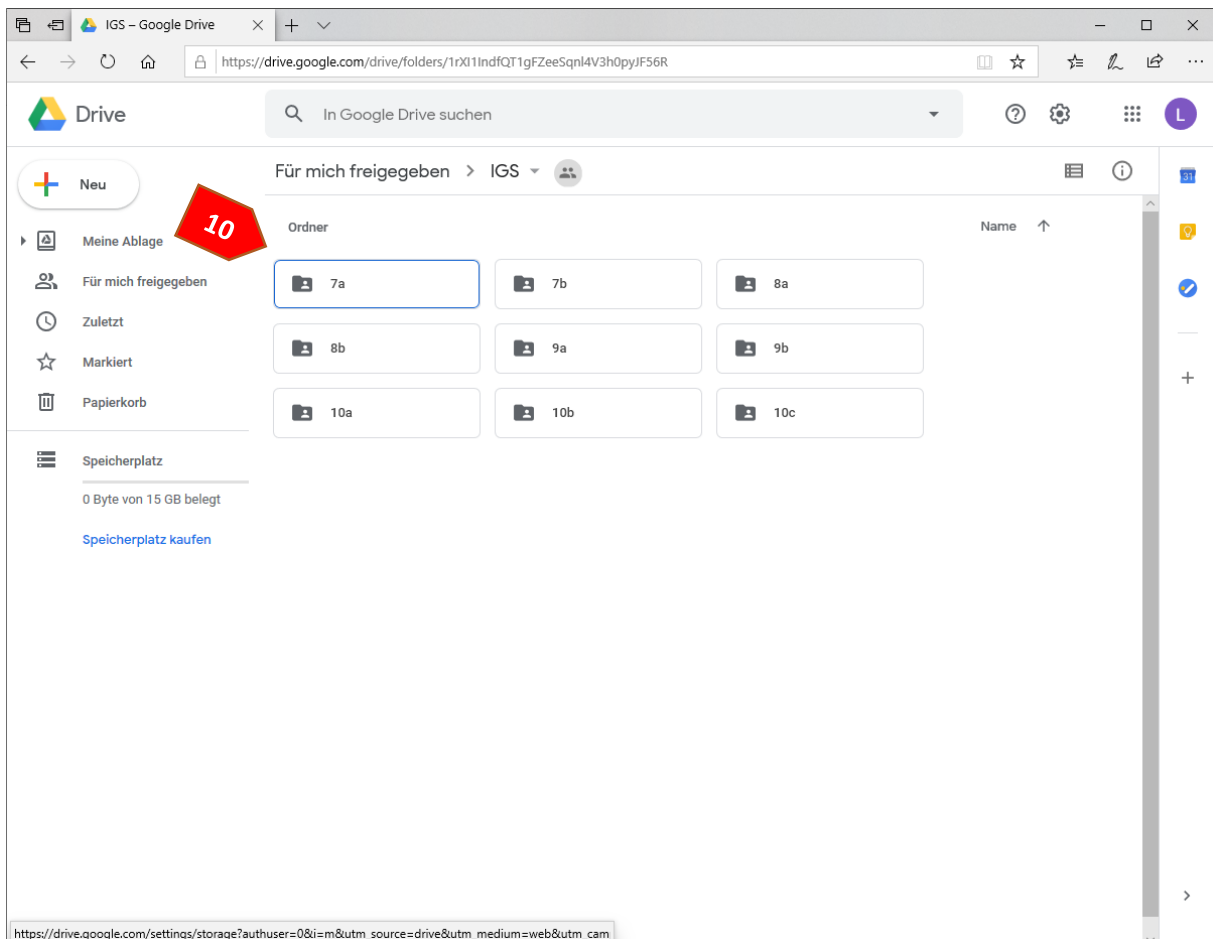 IGS – Google Drive
https://drive.google.com/drive/folders/1rXI1IndfQT1gFZeeSqnl4V3h0pyJF56R
Drive
In Google Drive suchen
L
Neu
Für mich freigegeben > IGS
31
10
Ordner
Name
Meine Ablage
Für mich freigegeben
Zuletzt
Markiert
Papierkorb
7a
7b
8a
8b
9a
9b
10a
10b
10c
Speicherplatz
0 Byte von 15 GB belegt
Speicherplatz kaufen
https://drive.google.com/settings/storage?authuser=0&i=m&utm_source=drive&utm_medium=web&utm_cam